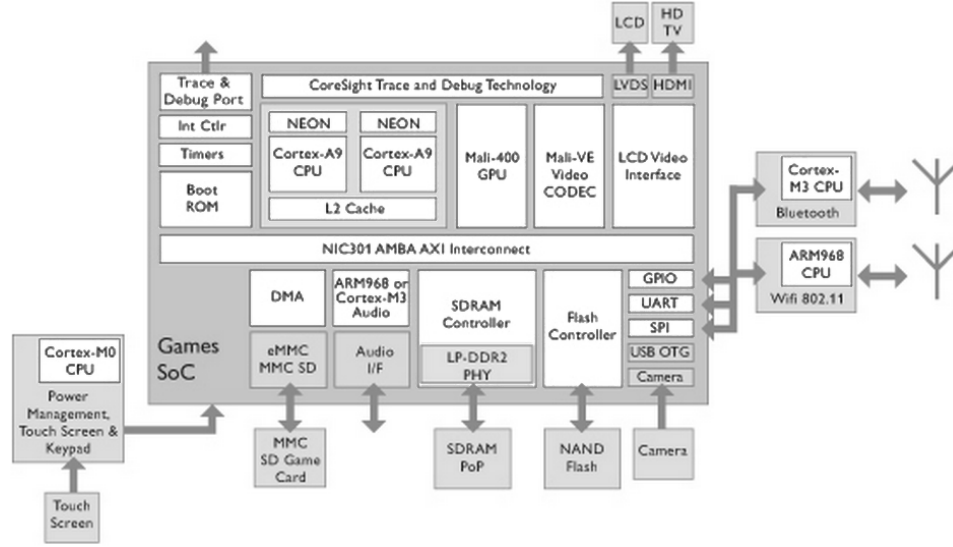 LCD
HD
TV
Trace &
Debug Port
CoreSight Trace and Debug Technology
LVDS
HDMI
Int Ctlr
Timers
Boot
ROM
NEON
NEON
Cortex-A9
CPU
Cortex-A9
CPU
L2 Cache
Mali-400
GPU
Mali-VE
Video
CODEC
LCD Video
Interface
Cortex-
M3 CPU
Bluetooth
NIC301 AMBA AXI Interconnect
ARM968
CPU
Wifi 802.11
DMA
ARM968 or
Cortex-M3
Audio
SDRAM
Controller
Flash
Controller
GPIO
UART
SPI
USB OTG
Camera
Games
SoC
eMMC
MMC SD
Audio
I/F
LP-DDR2
PHY
Cortex-M0
CPU
Power
Management,
Touch Screen &
Keypad
MMC
SD Game
Card
SDRAM
PoP
NAND
Flash
Camera
Touch
Screen